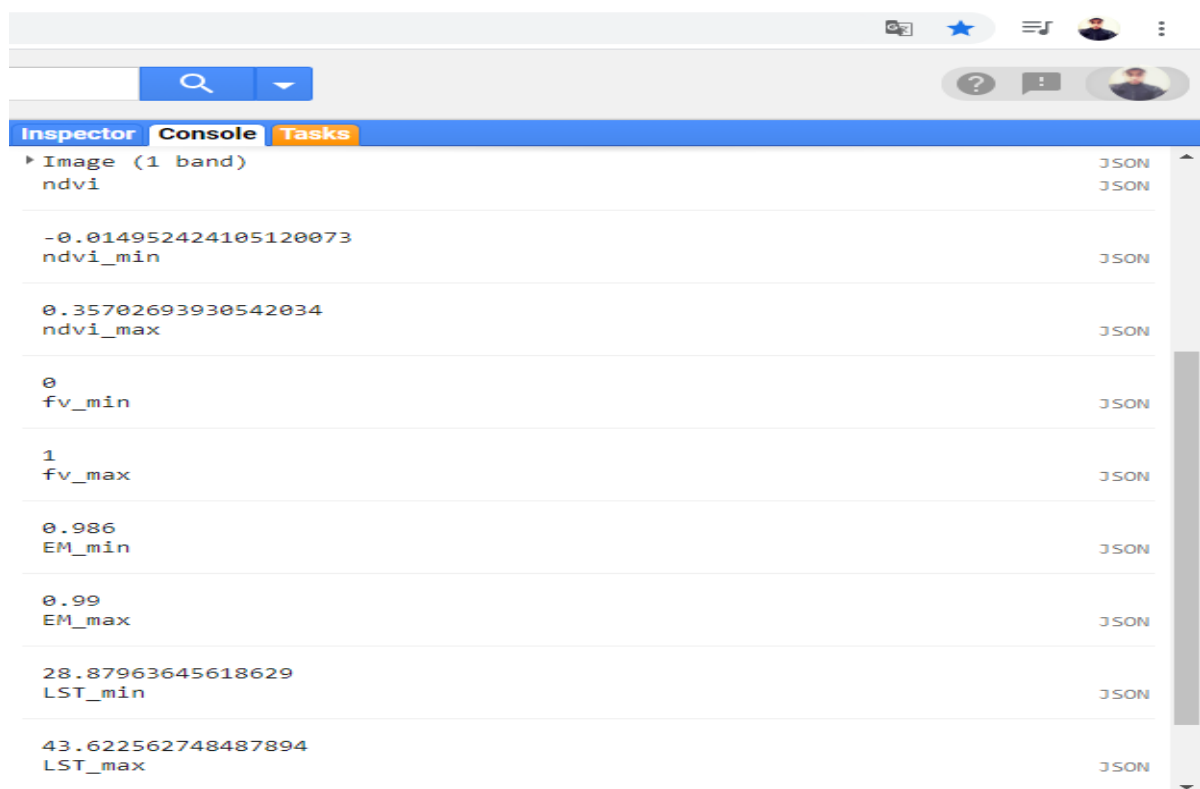 Inspector Console Tasks
Image (1 band) JSON
ndvi JSON
-0.014952424105120073
ndvi_min JSON
0.35702693930542034
ndvi_max JSON
0
fv_min JSON
1
fv_max JSON
0.986
EM_min JSON
0.99
EM_max JSON
28.87963645618629
LST_min JSON
43.622562748487894
LST_max JSON